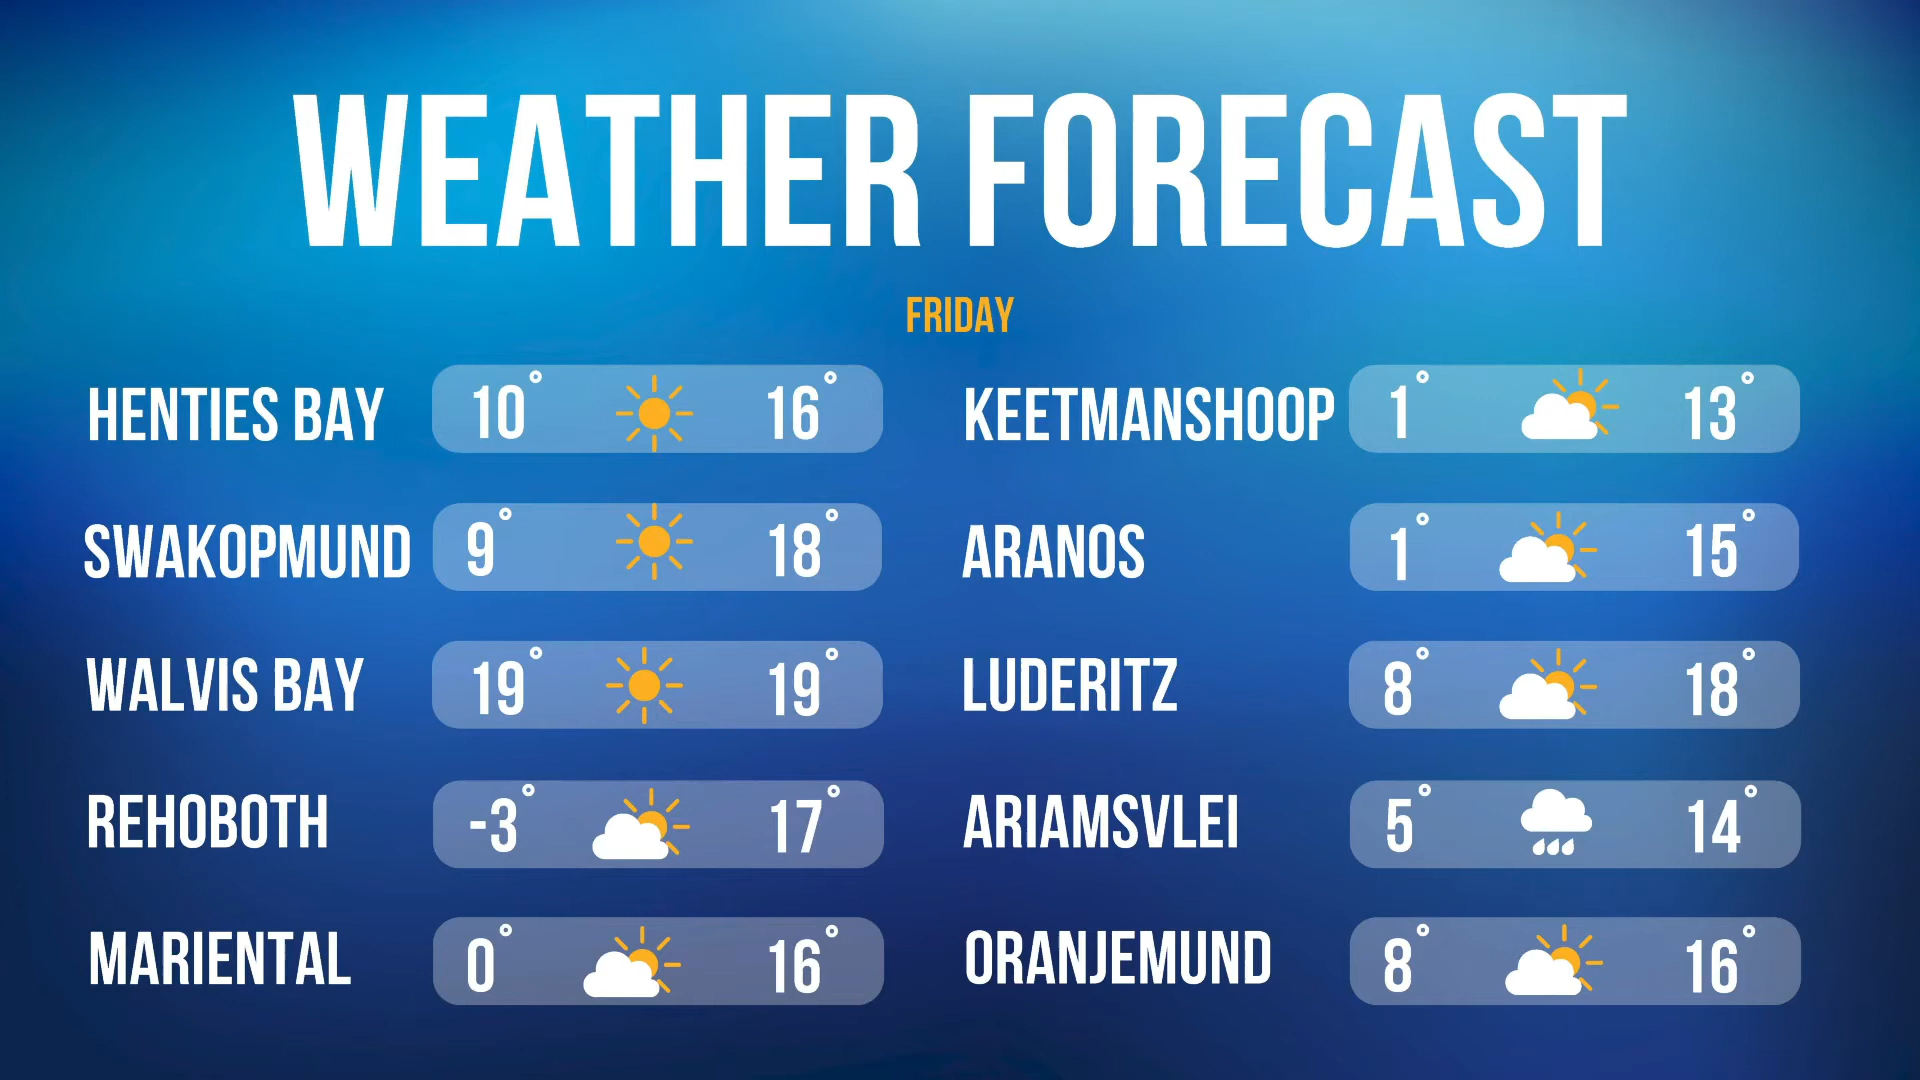 WEATHER FORECAST
FRIDAY
HENTIES BAY 10° 16°
SWAKOPMUND 9° 18°
WALVIS BAY 19° 19°
REHOBOTH -3° 17°
MARIENTAL 0° 16°
KEETMANSHOOP 1° 13°
ARANOS 1° 15°
LUDERITZ 8° 18°
ARIAMSVLEI 5° 14°
ORANJEMUND 8° 16°